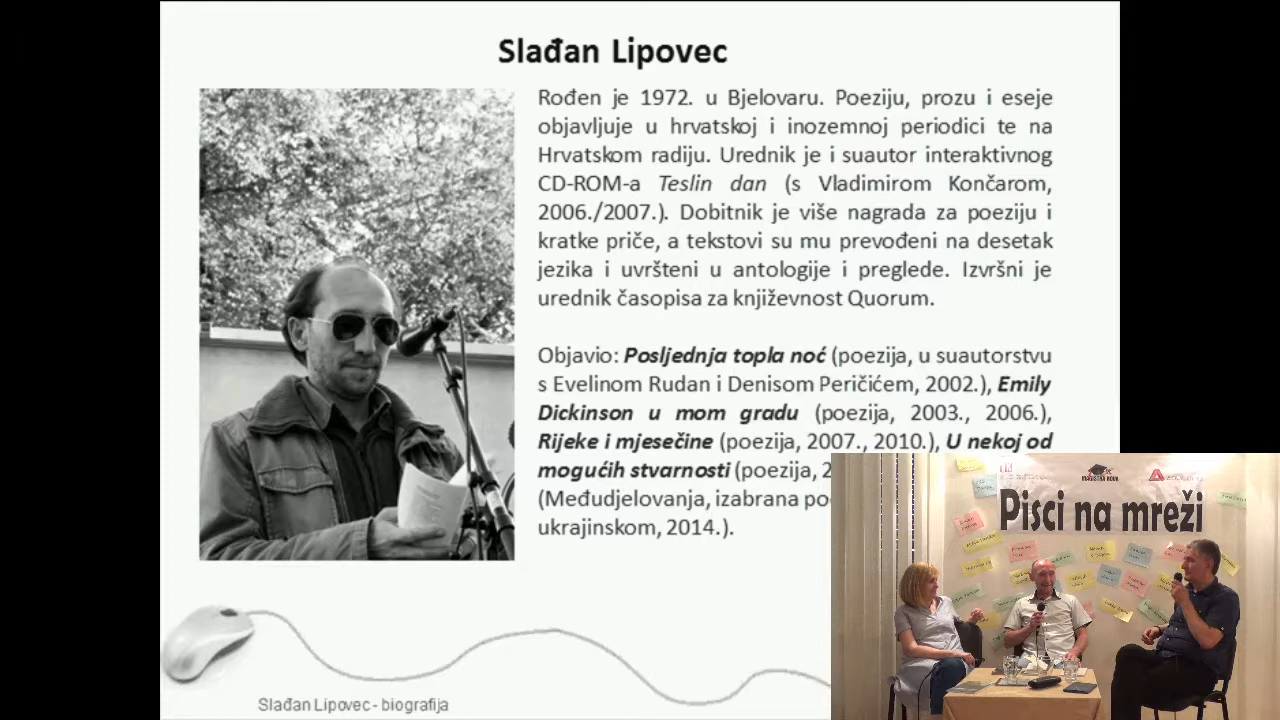 Slađan Lipovec
Rođen je 1972. u Bjelovaru. Poeziju, prozu i eseje
objavljuje u hrvatskoj i inozemnoj periodici te na
Hrvatskom radiju. Urednik je i suautor interaktivnog
CD-ROM-a Teslin dan (s Vladimirom Končarom,
2006./2007.). Dobitnik je više nagrada za poeziju i
kratke priče, a tekstovi su mu prevođeni na desetak
jezika i uvršteni u antologije i preglede. Izvršni je
urednik časopisa za književnost Quorum.
Objavio: Posljednja topla noć (poezija, u suautorstvu
s Evelinom Rudan i Denisom Peričićem, 2002.), Emily
Dickinson u mom gradu (poezija, 2003., 2006.),
Rijeke i mjesečine (poezija, 2007., 2010.), U nekoj od
mogućih stvarnosti (poezija, 2
(Međudjelovanja, izabrana po
ukrajinskom, 2014.).
MAGISTRA NOVA
Pisci na mreži
Slađan Lipovec - biografija